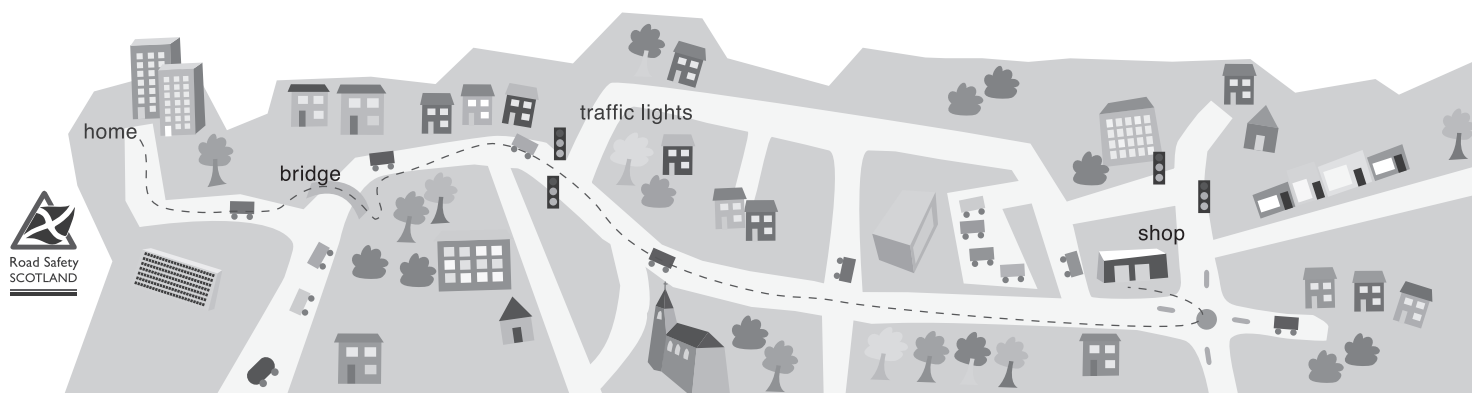 home
bridge
traffic lights
shop
Road Safety
SCOTLAND